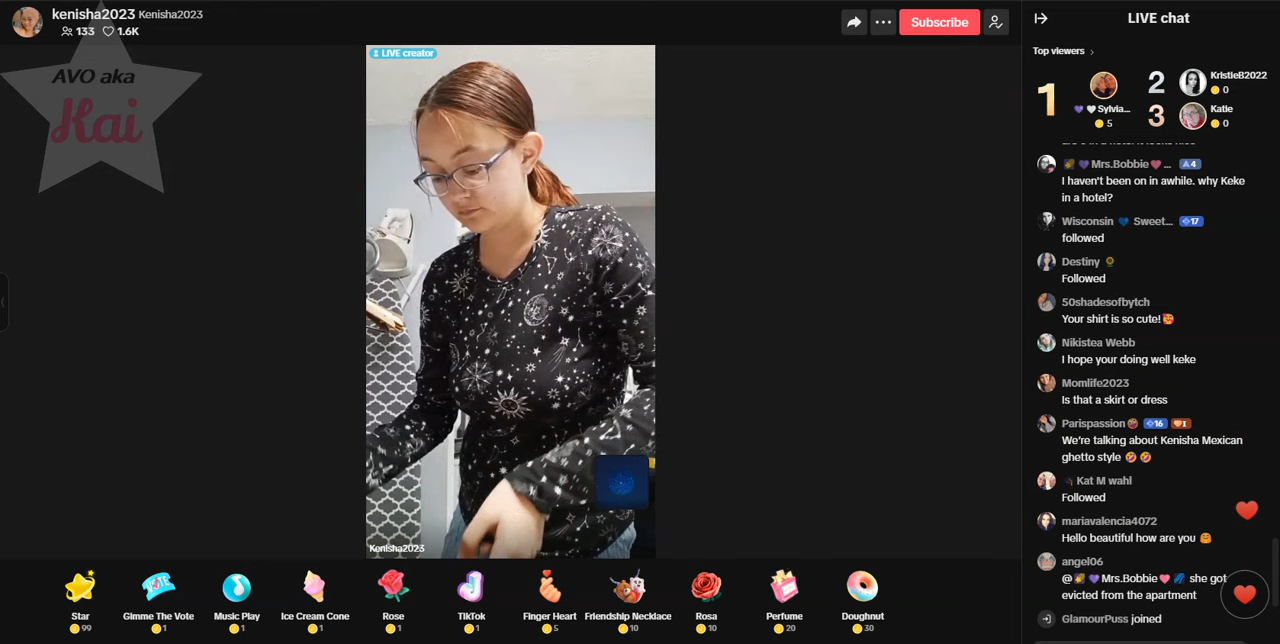 kenisha2023 Kenisha2023
133 1.6K
AVO aka
Kai
Subscribe
LIVE creator
Kenisha2023
Star
99
Gimme The Vote
1
Music Play
1
Ice Cream Cone
1
Rose
1
TikTok
1
Finger Heart
5
Friendship Necklace
10
Rosa
10
Perfume
20
Doughnut
30
LIVE chat
Top viewers
1
Sylvia...
5
2
KristieB2022
0
3
Katie
0
Mrs.Bobbie ... 4
I haven't been on in awhile. why Keke
in a hotel?
Wisconsin Sweet... 17
followed
Destiny
Followed
50shadesofbytch
Your shirt is so cute!
Nikistea Webb
I hope your doing well keke
Momlife2023
Is that a skirt or dress
Parispassion 16 I
We're talking about Kenisha Mexican
ghetto style
Kat M wahl
Followed
mariavalencia4072
Hello beautiful how are you
angel06
@ Mrs.Bobbie she got
evicted from the apartment
GlamourPuss joined